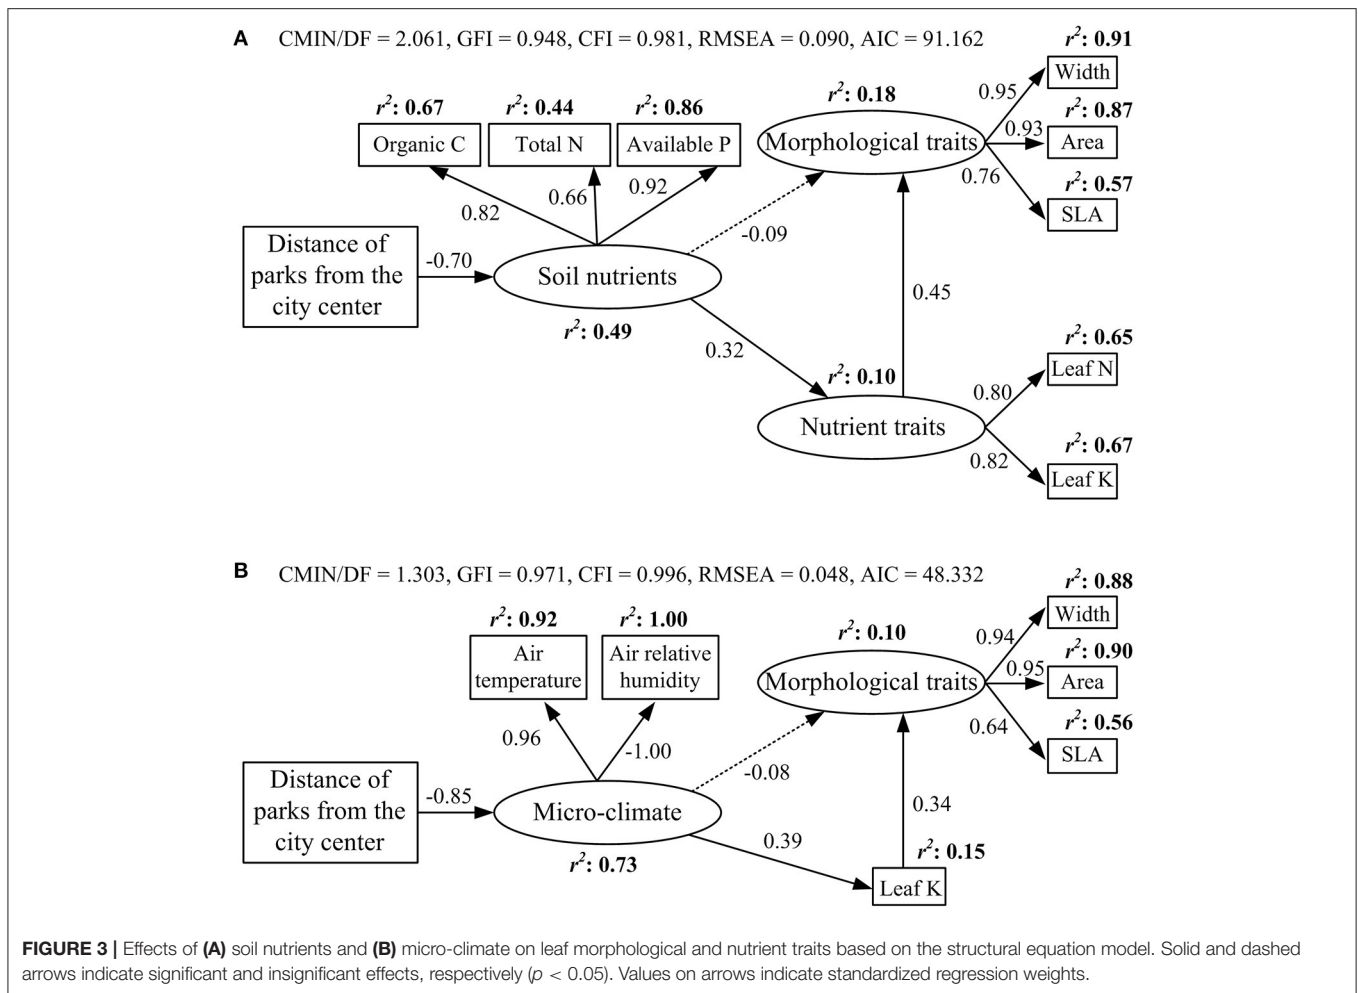 A CMIN/DF = 2.061, GFI = 0.948, CFI = 0.981, RMSEA = 0.090, AIC = 91.162
r²: 0.91
Width
r²: 0.67
r²: 0.44
r²: 0.86
r²: 0.18
0.95
r²: 0.87
Organic C
Total N
Available P
Morphological traits
0.93
Area
0.76
r²: 0.57
SLA
0.82
0.66
0.92
-0.09
Distance of
parks from the
city center
-0.70
Soil nutrients
r²: 0.49
0.45
0.32
r²: 0.10
Nutrient traits
r²: 0.65
Leaf N
0.80
r²: 0.67
0.82
Leaf K
B CMIN/DF = 1.303, GFI = 0.971, CFI = 0.996, RMSEA = 0.048, AIC = 48.332
r²: 0.88
Width
r²: 0.92
r²: 1.00
r²: 0.10
0.94
r²: 0.90
Air
temperature
Air relative
humidity
Morphological traits
0.95
Area
0.64
r²: 0.56
SLA
0.96
-1.00
-0.08
Distance of
parks from the
city center
-0.85
Micro-climate
r²: 0.73
0.34
0.39
r²: 0.15
Leaf K
FIGURE 3 | Effects of (A) soil nutrients and (B) micro-climate on leaf morphological and nutrient traits based on the structural equation model. Solid and dashed
arrows indicate significant and insignificant effects, respectively (p < 0.05). Values on arrows indicate standardized regression weights.